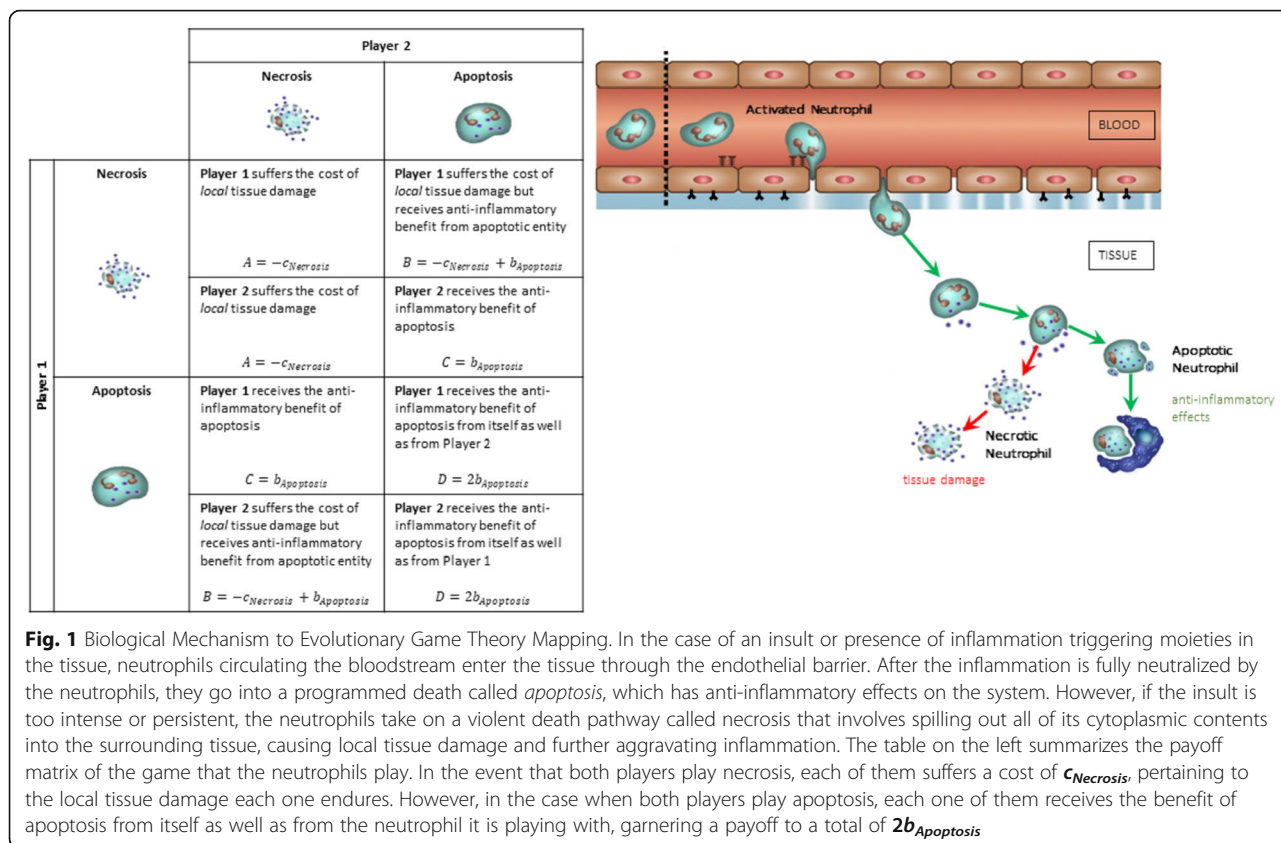 Player 2
Necrosis
Apoptosis
Player 1
Necrosis
Player 1 suffers the cost of
local tissue damage
A = −c_Necrosis
Player 1 suffers the cost of
local tissue damage but
receives anti-inflammatory
benefit from apoptotic entity
B = −c_Necrosis + b_Apoptosis
Player 2 suffers the cost of
local tissue damage
A = −c_Necrosis
Player 2 receives the anti-
inflammatory benefit of
apoptosis
C = b_Apoptosis
Apoptosis
Player 1 receives the anti-
inflammatory benefit of
apoptosis
C = b_Apoptosis
Player 1 receives the anti-
inflammatory benefit of
apoptosis from itself as well
as from Player 2
D = 2b_Apoptosis
Player 2 suffers the cost of
local tissue damage but
receives anti-inflammatory
benefit from apoptotic entity
B = −c_Necrosis + b_Apoptosis
Player 2 receives the anti-
inflammatory benefit of
apoptosis from itself as well
as from Player 1
D = 2b_Apoptosis
Activated Neutrophil
BLOOD
TISSUE
Apoptotic
Neutrophil
anti-inflammatory
effects
Necrotic
Neutrophil
tissue damage
Fig. 1 Biological Mechanism to Evolutionary Game Theory Mapping. In the case of an insult or presence of inflammation triggering moieties in
the tissue, neutrophils circulating the bloodstream enter the tissue through the endothelial barrier. After the inflammation is fully neutralized by
the neutrophils, they go into a programmed death called apoptosis, which has anti-inflammatory effects on the system. However, if the insult is
too intense or persistent, the neutrophils take on a violent death pathway called necrosis that involves spilling out all of its cytoplasmic contents
into the surrounding tissue, causing local tissue damage and further aggravating inflammation. The table on the left summarizes the payoff
matrix of the game that the neutrophils play. In the event that both players play necrosis, each of them suffers a cost of c_Necrosis, pertaining to
the local tissue damage each one endures. However, in the case when both players play apoptosis, each one of them receives the benefit of
apoptosis from itself as well as from the neutrophil it is playing with, garnering a payoff to a total of 2b_Apoptosis